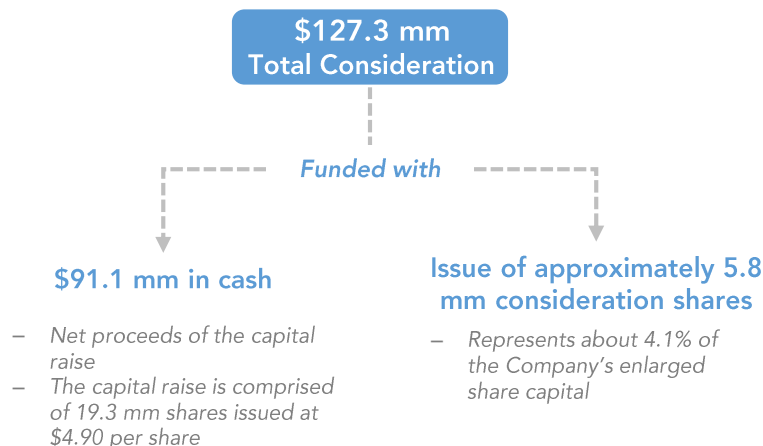 $127.3 mm
Total Consideration
Funded with
$91.1 mm in cash
– Net proceeds of the capital
raise
– The capital raise is comprised
of 19.3 mm shares issued at
$4.90 per share
Issue of approximately 5.8
mm consideration shares
– Represents about 4.1% of
the Company's enlarged
share capital